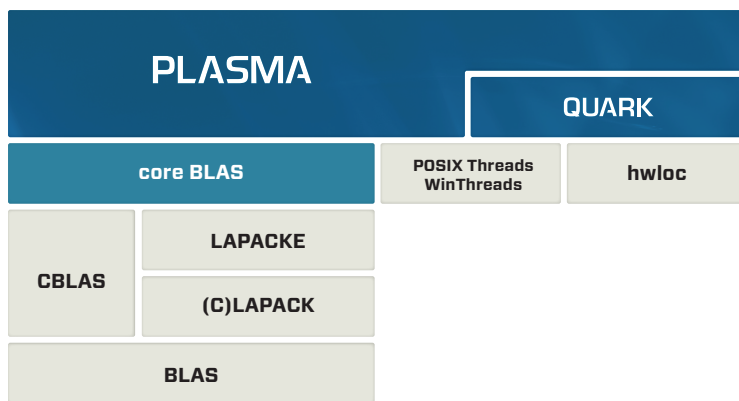 PLASMA
QUARK
core BLAS
POSIX Threads
WinThreads
hwloc
CBLAS
LAPACKE
(C)LAPACK
BLAS